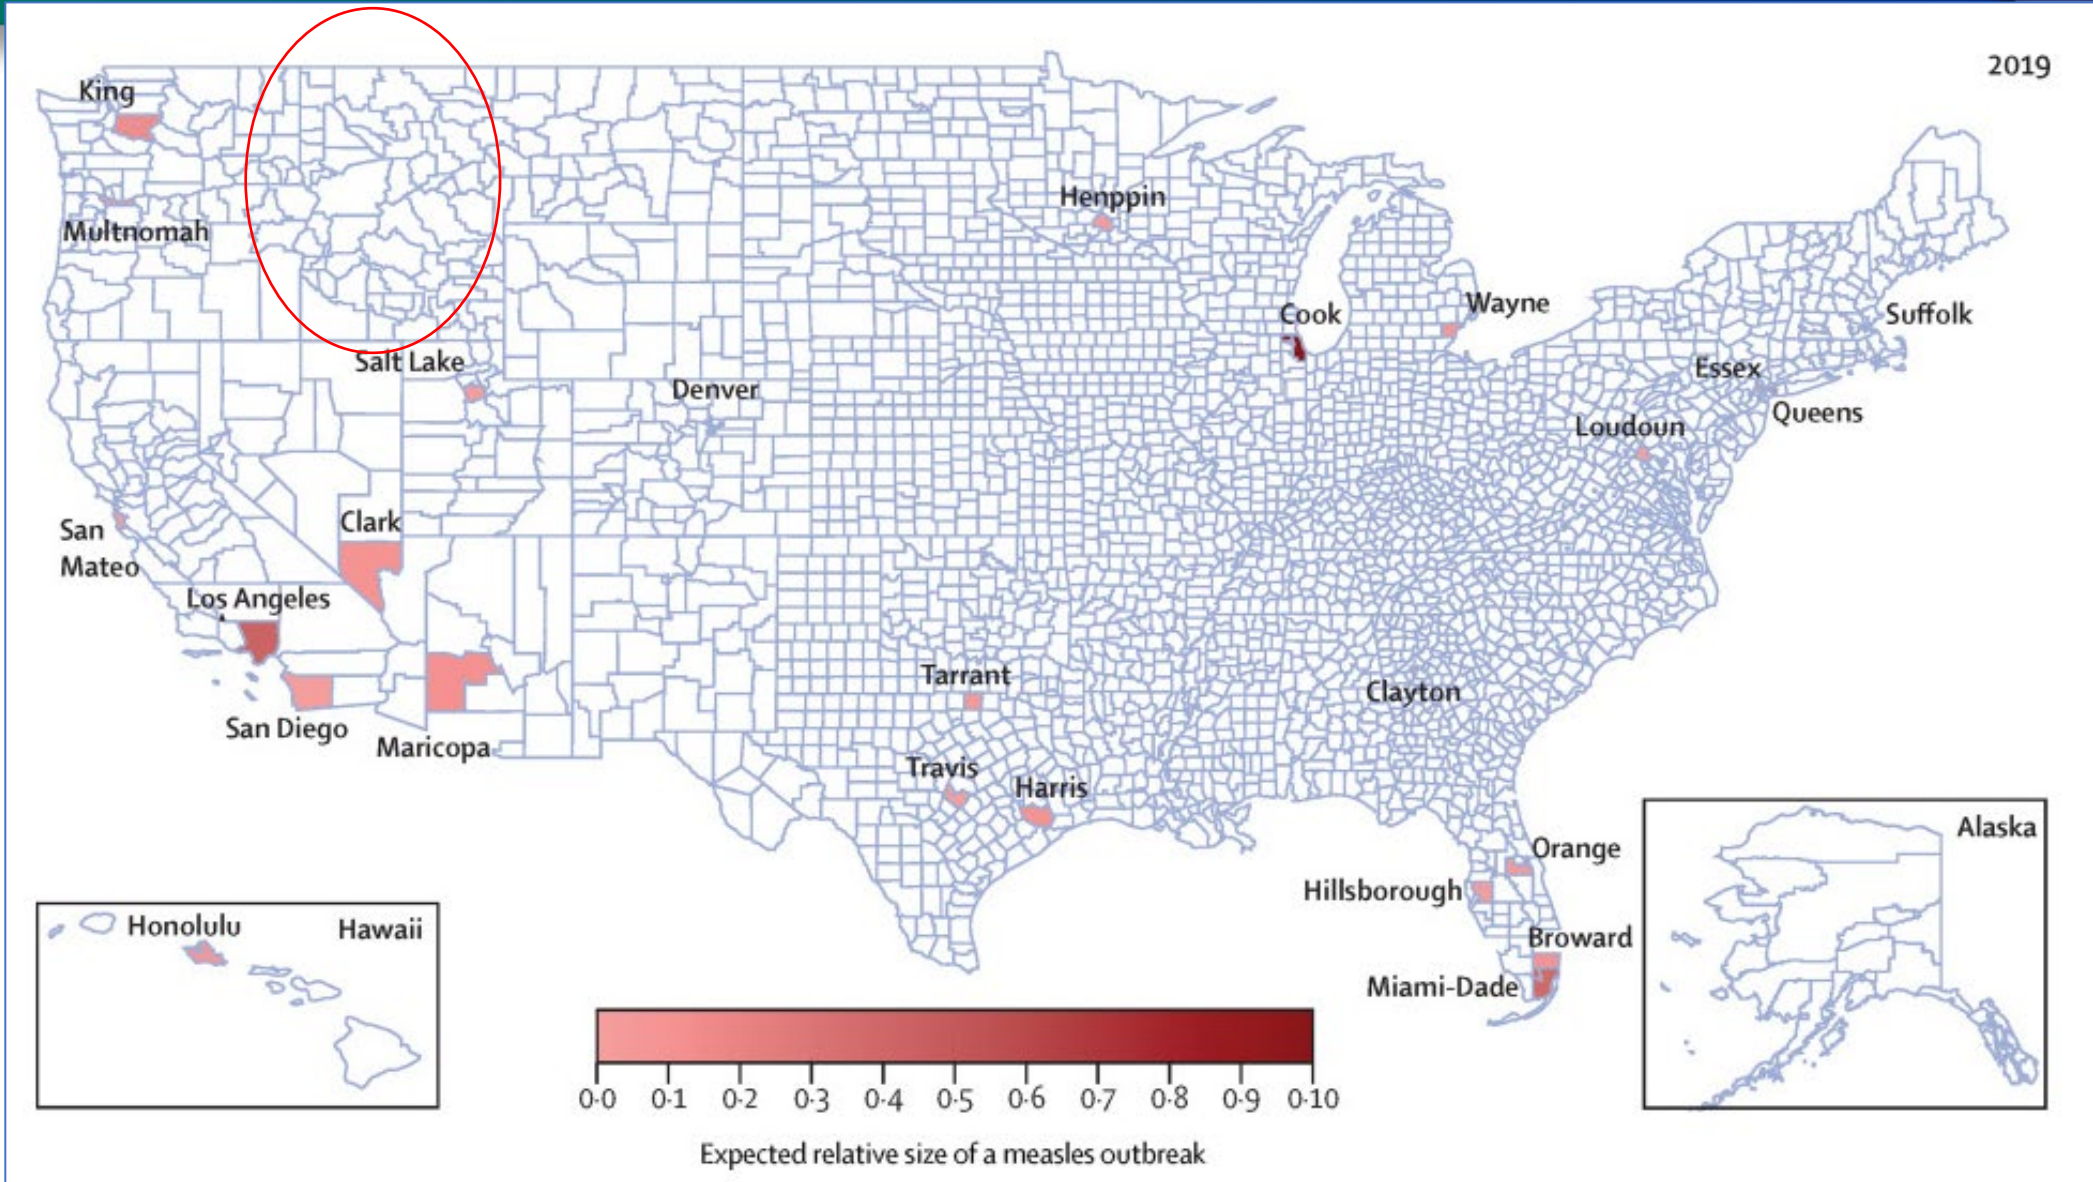 2019
King
Multnomah
Henppin
Cook
Wayne
Suffolk
Essex
Queens
Loudoun
Salt Lake
Denver
San
Mateo
Clark
Los Angeles
San Diego
Maricopa
Tarrant
Travis
Harris
Clayton
Orange
Hillsborough
Broward
Miami-Dade
Alaska
Honolulu
Hawaii
0·0 0·1 0·2 0·3 0·4 0·5 0·6 0·7 0·8 0·9 0·10
Expected relative size of a measles outbreak